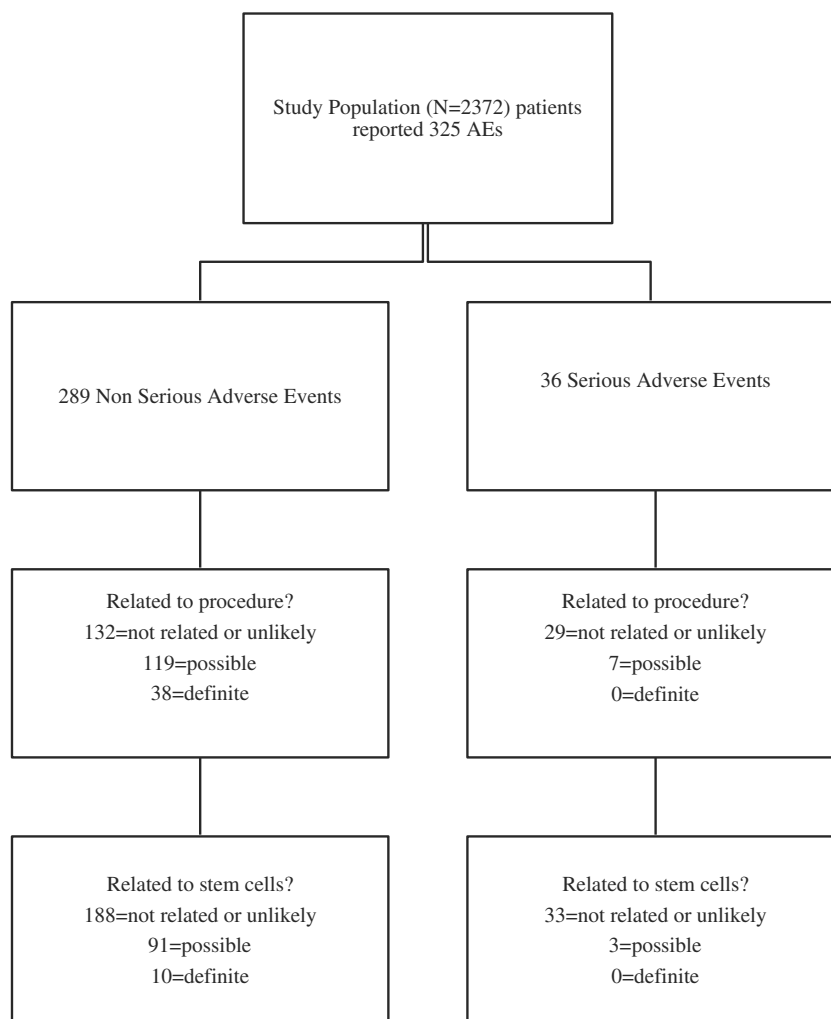 Study Population (N=2372) patients
reported 325 AEs
289 Non Serious Adverse Events
36 Serious Adverse Events
Related to procedure?
132=not related or unlikely
119=possible
38=definite
Related to procedure?
29=not related or unlikely
7=possible
0=definite
Related to stem cells?
188=not related or unlikely
91=possible
10=definite
Related to stem cells?
33=not related or unlikely
3=possible
0=definite